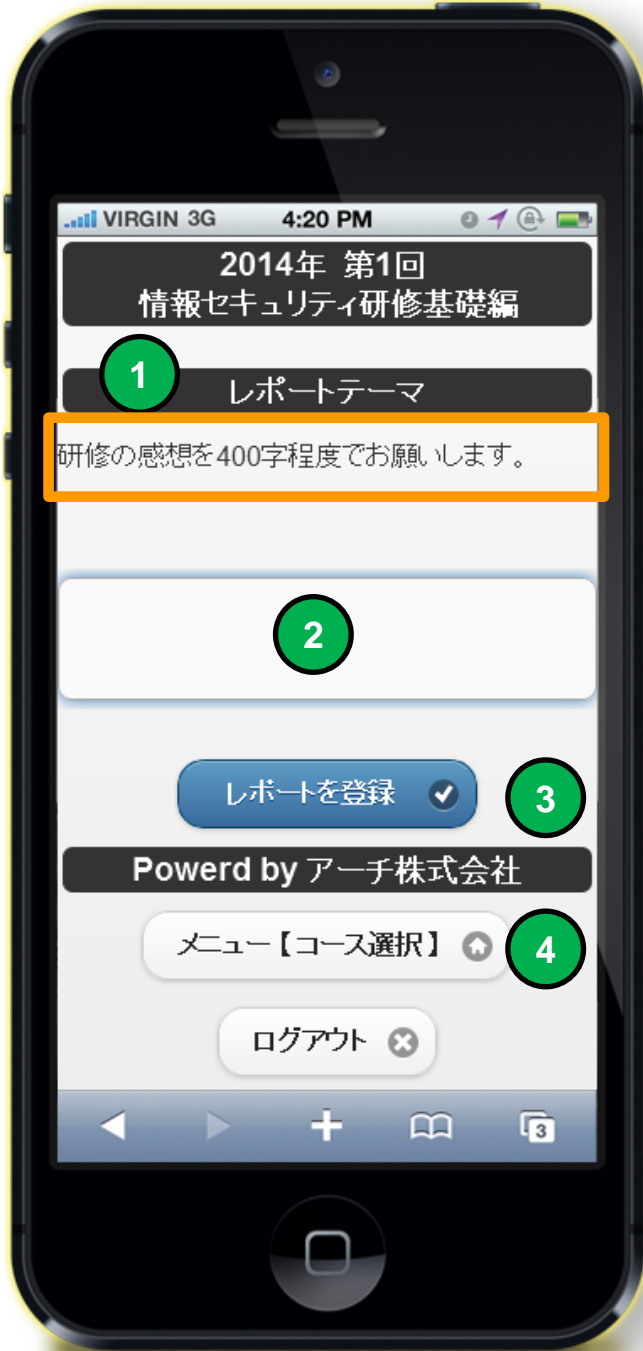 VIRGIN 3G 4:20 PM
2014年 第1回
情報セキュリティ研修基礎編
1
レポートテーマ
研修の感想を400字程度でお願いします。
2
レポートを登録
3
Powerd by アーチ株式会社
メニュー【コース選択】
4
ログアウト
3